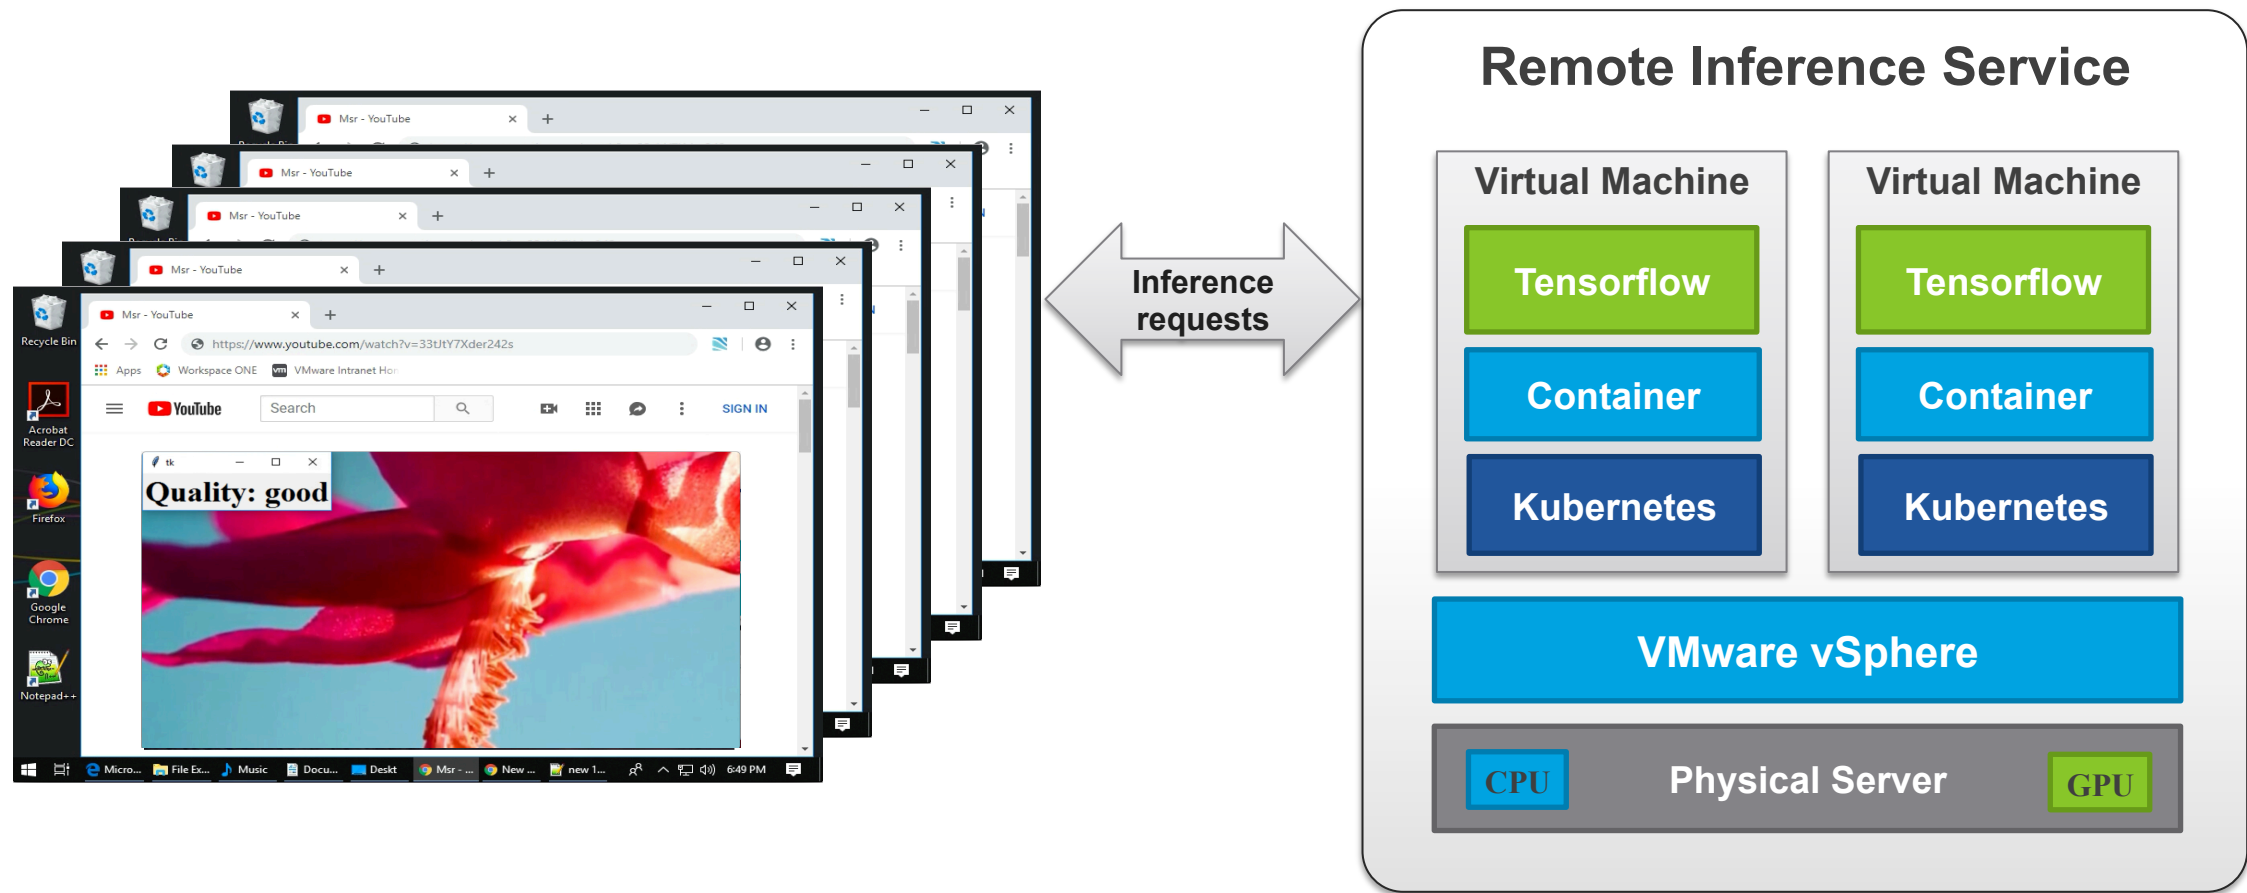 Msr - YouTube
Msr - YouTube
Msr - YouTube
Msr - YouTube
Recycle Bin
Msr - YouTube
https://www.youtube.com/watch?v=33tJtY7Xder242s
Apps
Workspace ONE
vm
VMware Intranet Hor
YouTube
Search
SIGN IN
Acrobat
Reader DC
tk
Quality: good
Firefox
Google
Chrome
Notepad++
Micro...
File Ex...
Music
Docu...
Deskt
Msr - ...
New ...
new 1...
6:49 PM
Inference
requests
Remote Inference Service
Virtual Machine
Tensorflow
Container
Kubernetes
Virtual Machine
Tensorflow
Container
Kubernetes
VMware vSphere
CPU
Physical Server
GPU